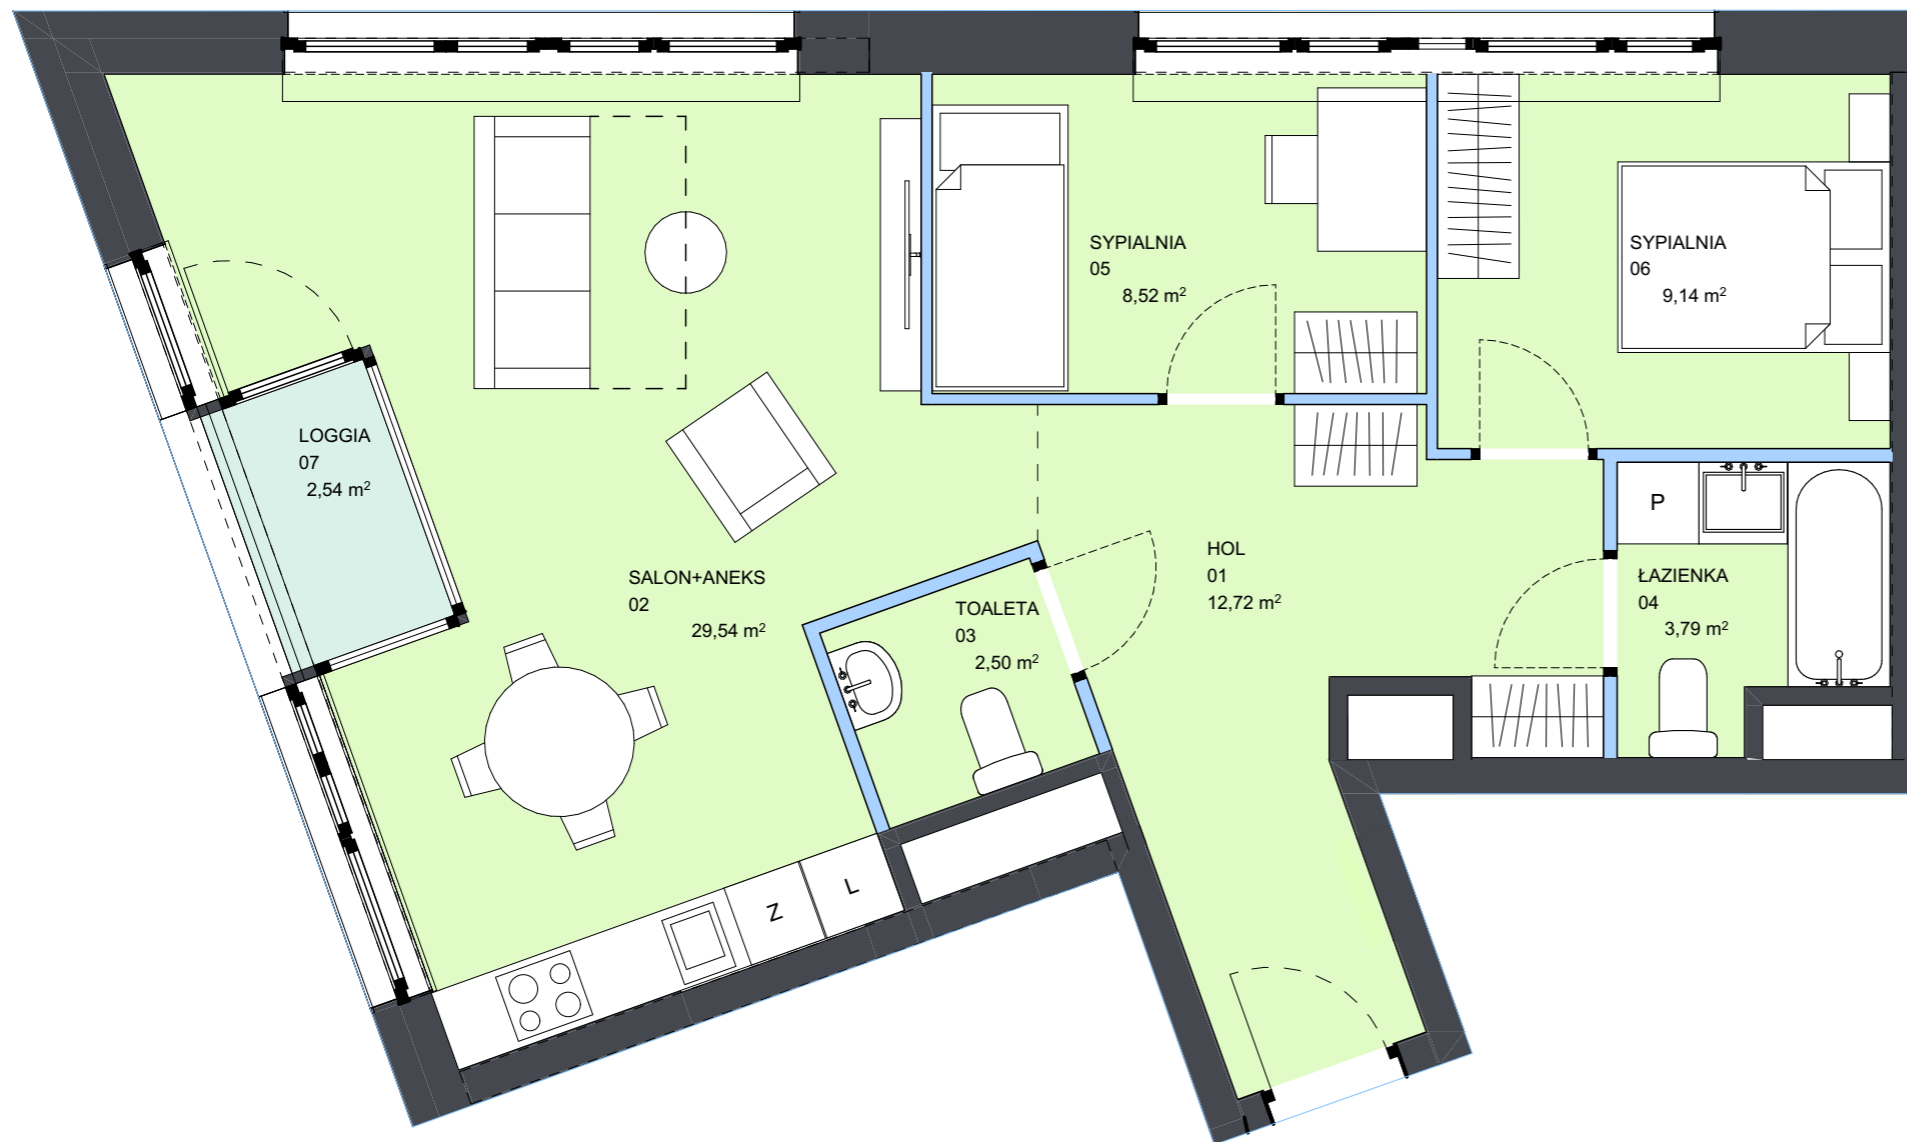 SYPIALNIA
05
8,52 m²
SYPIALNIA
06
9,14 m²
LOGGIA
07
2,54 m²
SALON+ANEKS
02
29,54 m²
TOALETA
03
2,50 m²
HOL
01
12,72 m²
P
ŁAZIENKA
04
3,79 m²
Z
L